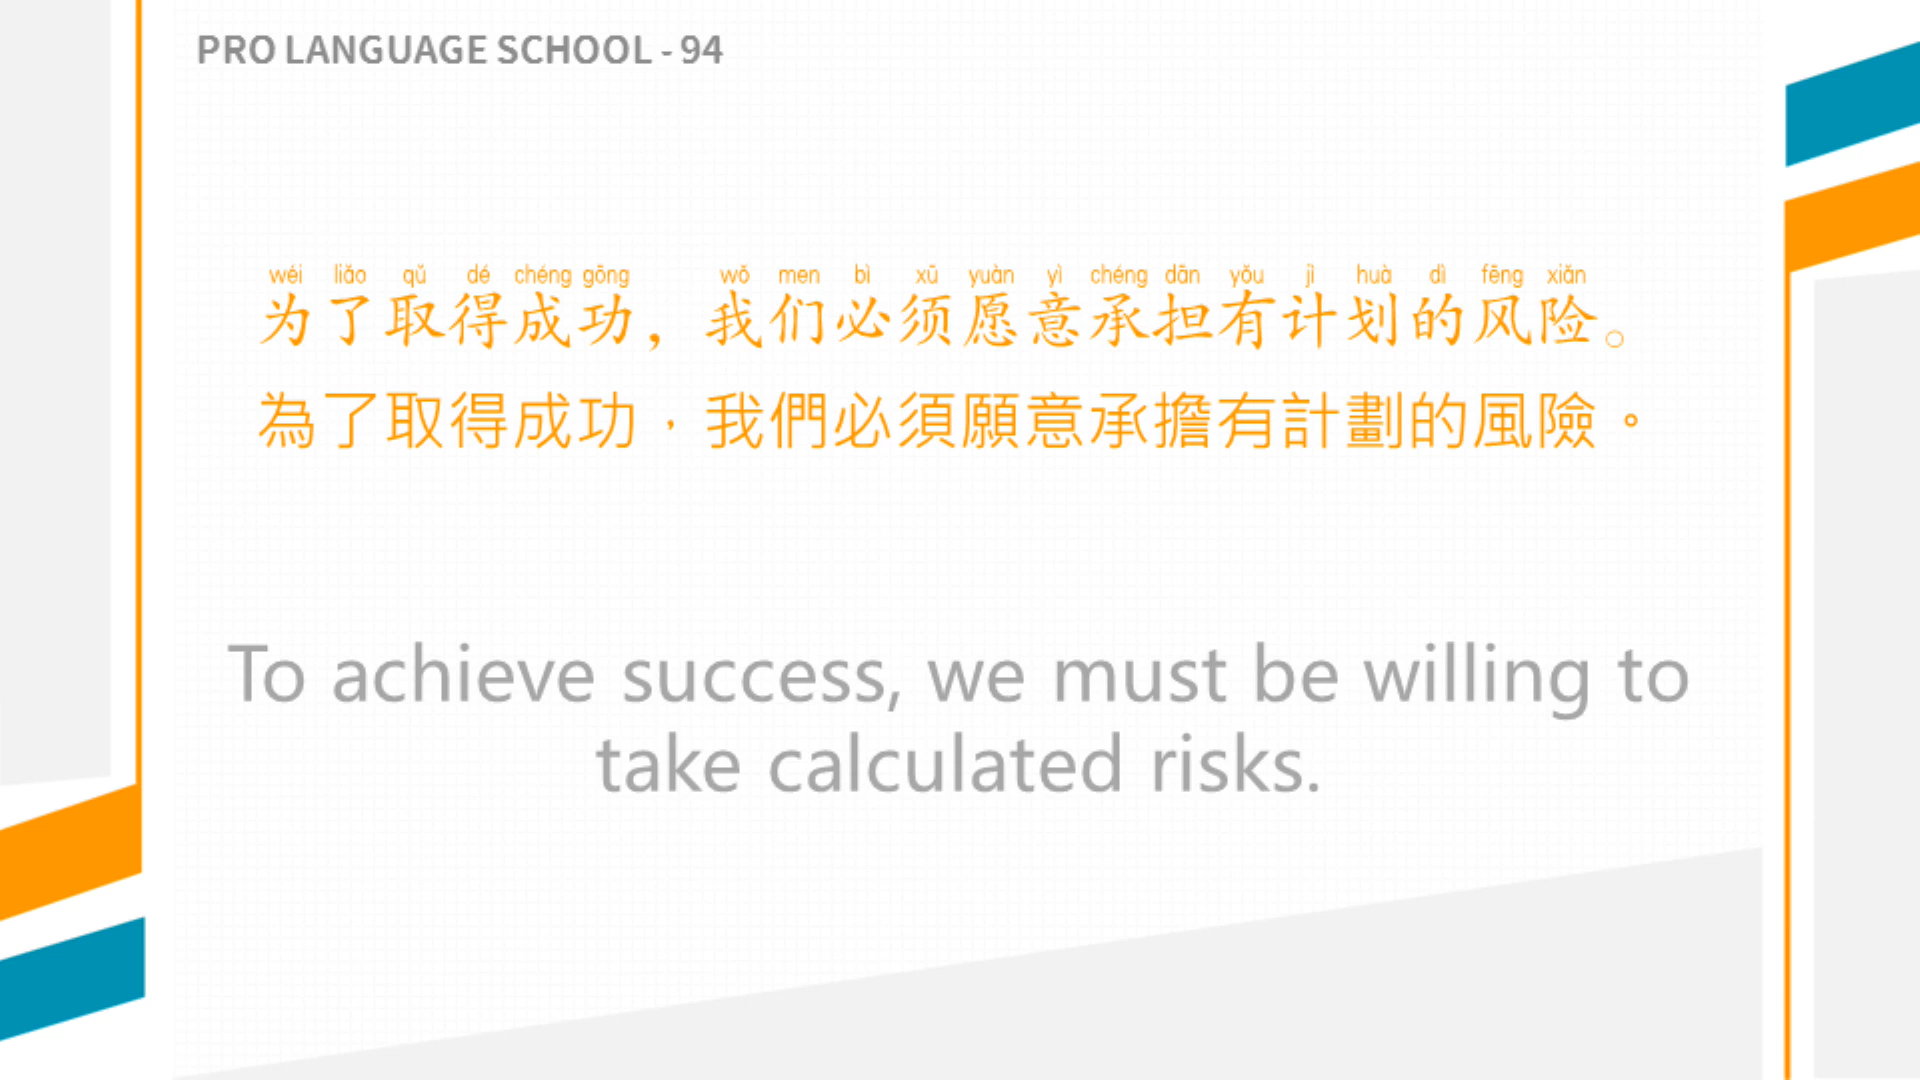 PRO LANGUAGE SCHOOL - 94
wéi liǎo qǔ dé chéng gōng wǒ men bì xū yuàn yì chéng dān yǒu jì huà dì fēng xiǎn
为了取得成功，我们必须愿意承担有计划的风险。
為了取得成功，我們必須願意承擔有計劃的風險。
To achieve success, we must be willing to
take calculated risks.